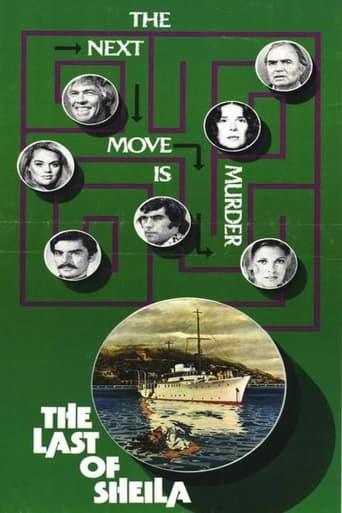 THE
NEXT
MOVE
IS
MURDER
THE
LAST
OF
SHEILA